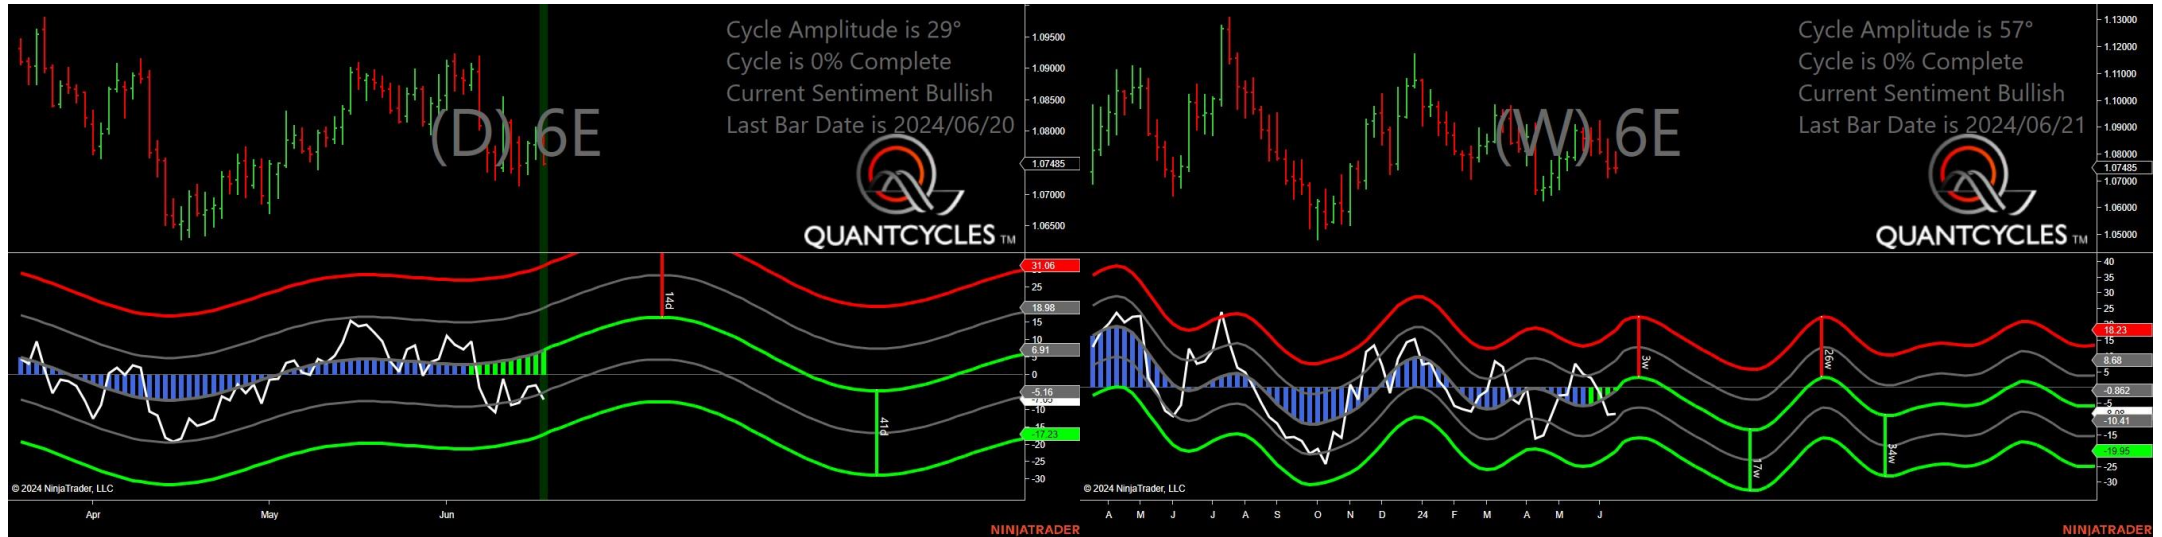 Cycle Amplitude is 29°
Cycle is 0% Complete
Current Sentiment Bullish
Last Bar Date is 2024/06/20
(D) 6E
QUANTCYCLES TM
1.09500
1.09000
1.08500
1.08000
1.07485
1.07000
1.06500
31.06
25
18.98
15
10
6.91
0
-5.16
-10
-17.23
-25
-30
14d
41d
© 2024 NinjaTrader, LLC
Apr May Jun
NINJATRADER
Cycle Amplitude is 57°
Cycle is 0% Complete
Current Sentiment Bullish
Last Bar Date is 2024/06/21
(W) 6E
QUANTCYCLES TM
1.13000
1.12000
1.11000
1.10000
1.09000
1.08000
1.07485
1.07000
1.06000
1.05000
40
35
30
25
18.23
15
8.68
5
-0.862
-5
-10.41
-15
-19.95
-25
-30
3w
17w
26w
34w
© 2024 NinjaTrader, LLC
A M J J A S O N D 24 F M A M J
NINJATRADER